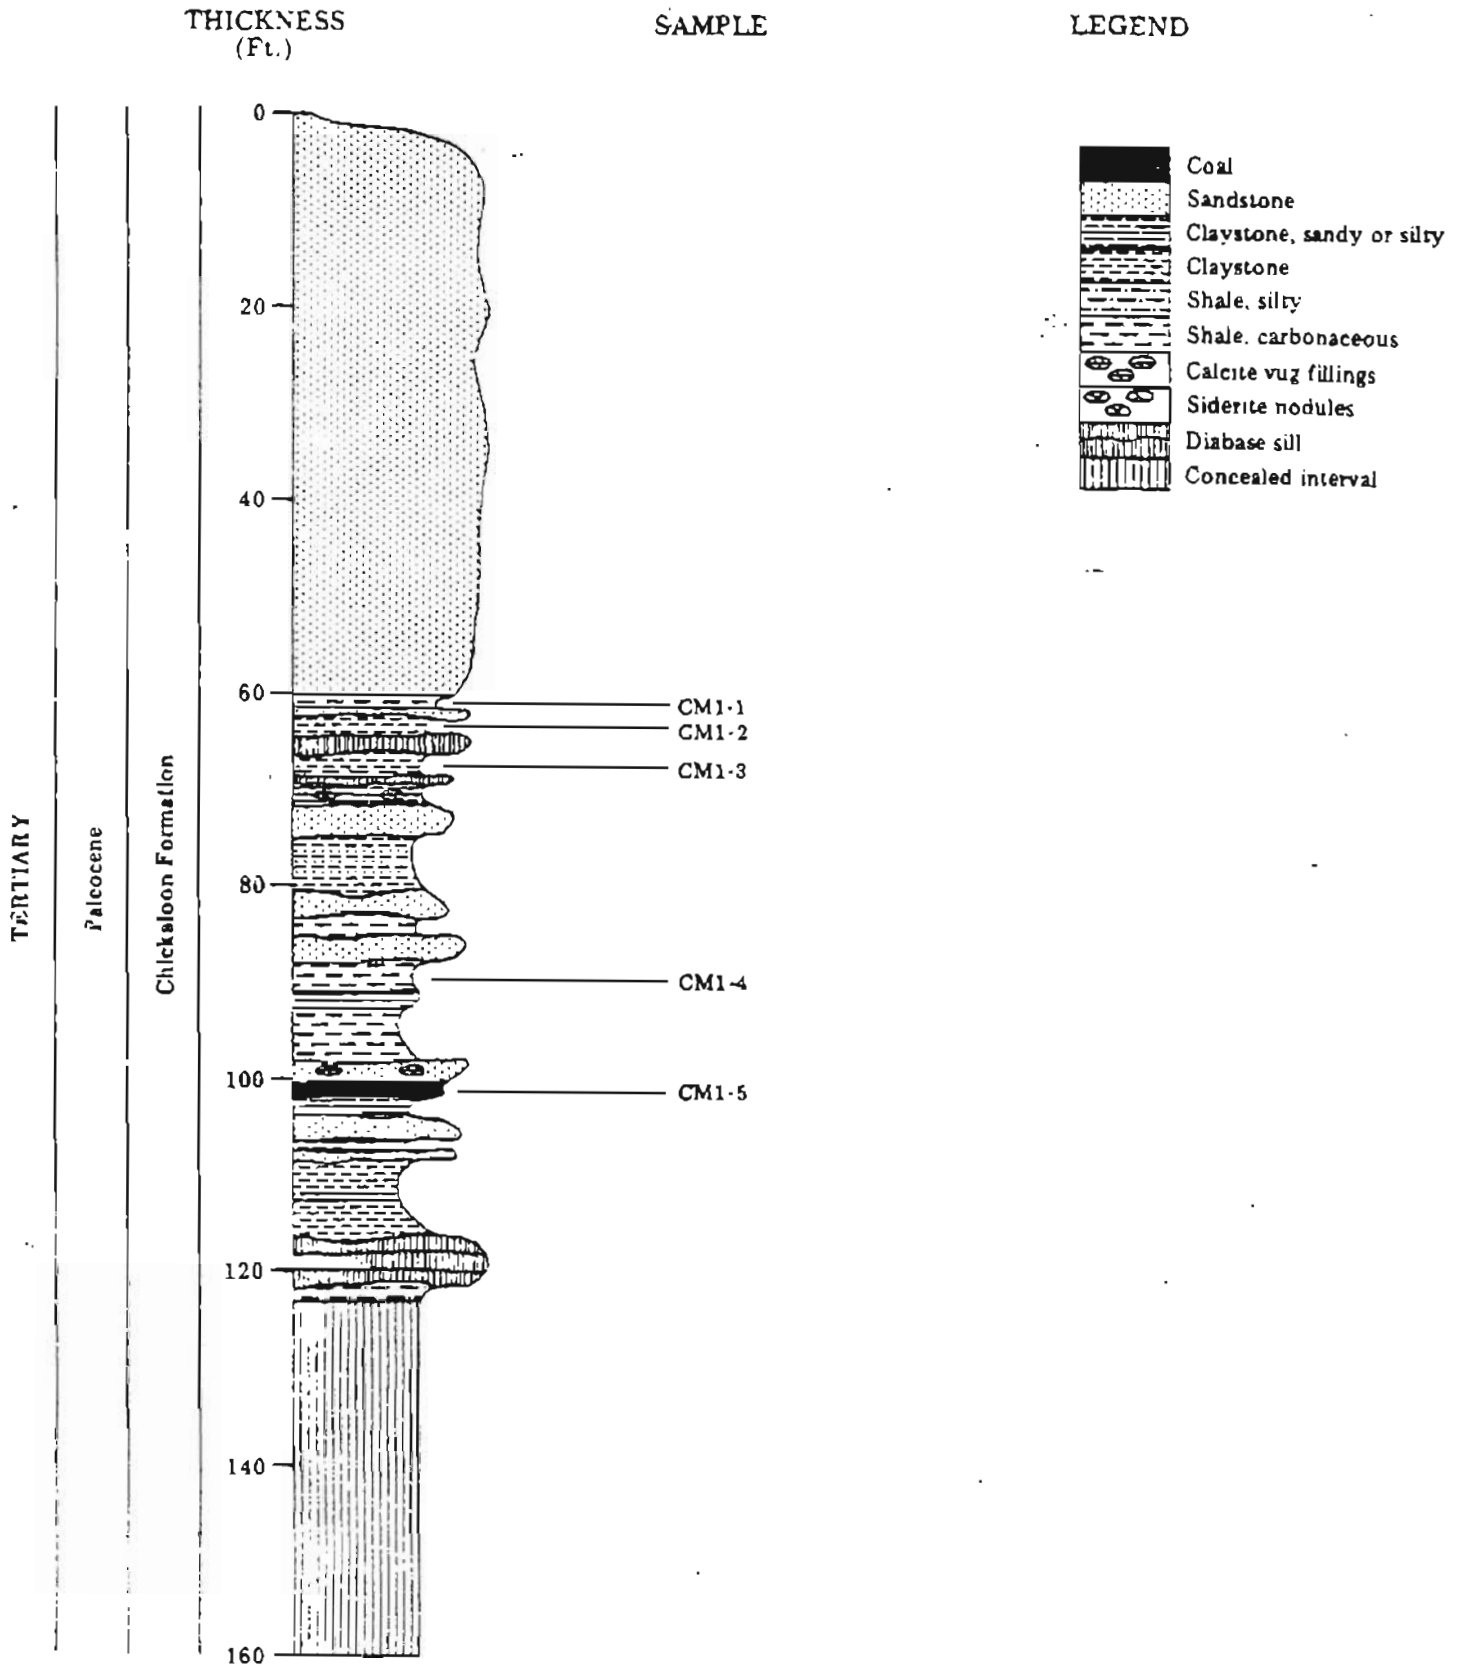 THICKNESS
(Ft.)
SAMPLE
LEGEND
0
20
40
60
80
100
120
140
160
TERTIARY
Paleocene
Chickaloon Formation
CM1-1
CM1-2
CM1-3
CM1-4
CM1-5
Coal
Sandstone
Claystone, sandy or silty
Claystone
Shale, silty
Shale, carbonaceous
Calcite vug fillings
Siderite nodules
Diabase sill
Concealed interval